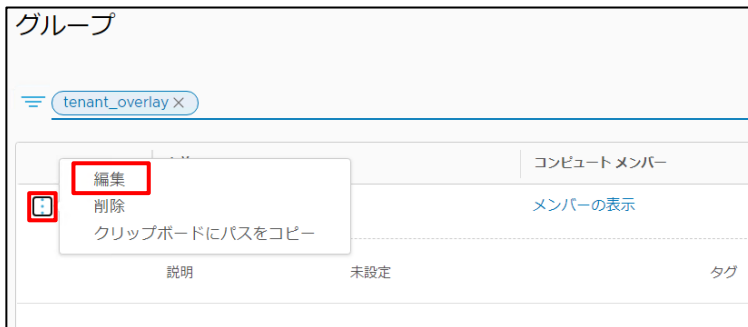 グループ
tenant_overlay ×
コンピュート メンバー
編集
削除
メンバーの表示
クリップボードにパスをコピー
説明 未設定 タグ